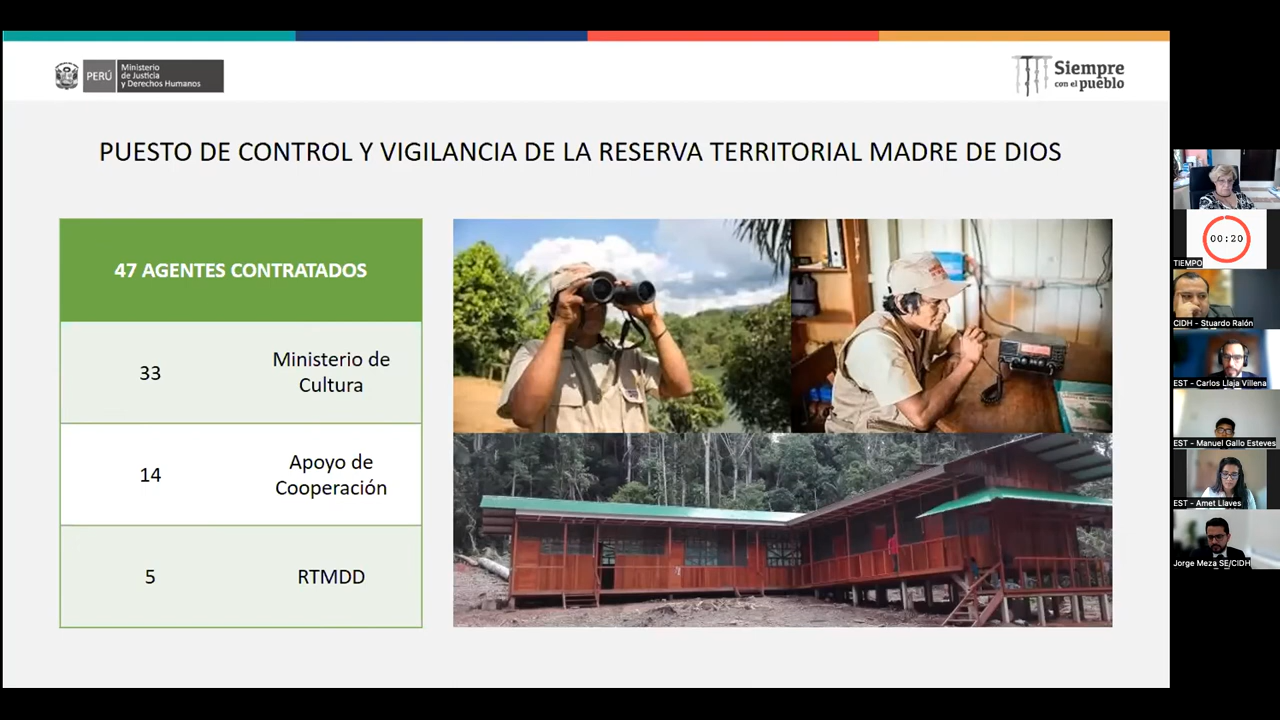 PERÚ
Ministerio
de Justicia
y Derechos Humanos
Siempre
con el pueblo
PUESTO DE CONTROL Y VIGILANCIA DE LA RESERVA TERRITORIAL MADRE DE DIOS
47 AGENTES CONTRATADOS
33
Ministerio de
Cultura
14
Apoyo de
Cooperación
5
RTMDD
00:20
TIEMPO
CIDH - Stuardo Ralón
EST - Carlos Llaja Villena
EST - Manuel Gallo Esteves
EST - Amet Llaves
Jorge Meza SE/CIDH